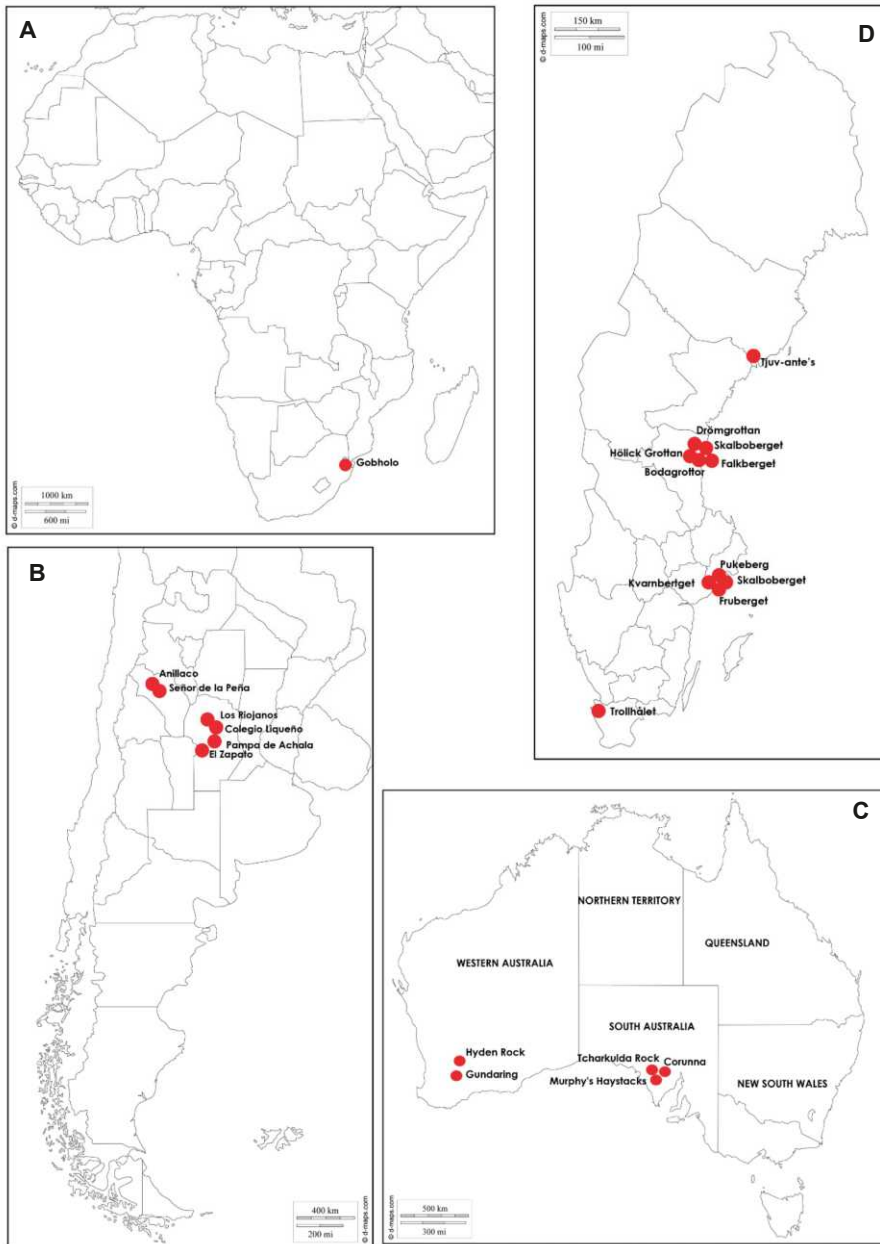 A
Gobholo
1000 km
600 mi
© d-maps.com
B
Anillaco
Señor de la Peña
Los Riojanos
Colegio Liqueño
Pampa de Achala
El Zapato
400 km
200 mi
© d-maps.com
150 km
100 mi
© d-maps.com
D
Tjuv-ante's
Drömgrottan
Skalboberget
Hölick Grottan
Falkberget
Bodagrottor
Pukeberg
Kvarnbertget
Skalboberget
Fruberget
Trollhålet
C
NORTHERN TERRITORY
QUEENSLAND
WESTERN AUSTRALIA
SOUTH AUSTRALIA
Hyden Rock
Tcharkulda Rock
Corunna
Gundaring
Murphy's Haystacks
NEW SOUTH WALES
500 km
300 mi
© d-maps.com